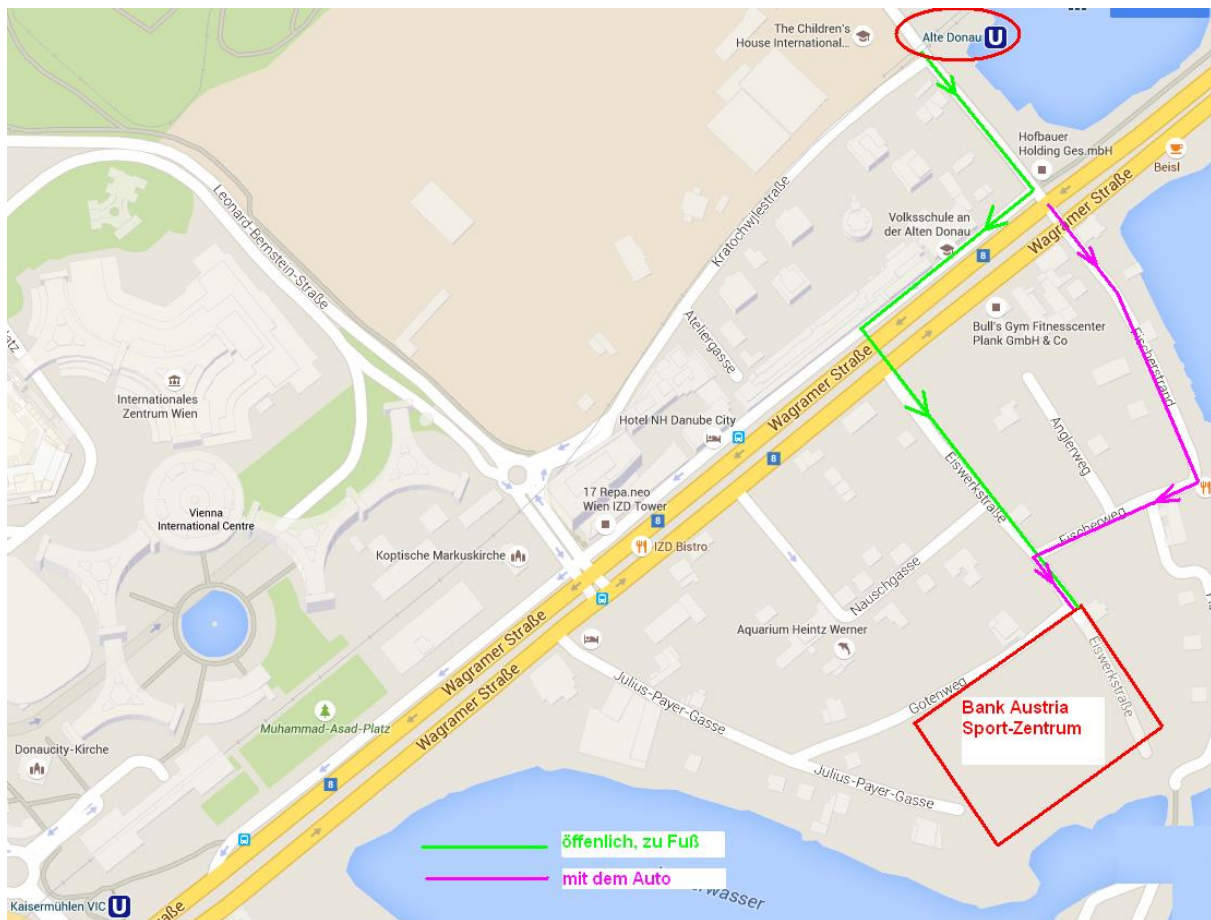 The Children's
House International...
Alte Donau U
Hofbauer
Holding Ges.mbH
Beisl
Leonard-Bernstein-Straße
Kratochwjlestraße
Volksschule an
der Alten Donau
Wagramer Straße
8
Ateliergasse
Bull's Gym Fitnesscenter
Plank GmbH & Co
Fischerstrand
Internationales
Zentrum Wien
Wagramer Straße
Hotel NH Danube City
8
Anglerweg
Eiswerkstraße
17 Repa.neo
Wien IZD Tower
Vienna
International Centre
8
IZD Bistro
Fischerweg
Koptische Markuskirche
Nauschgasse
Aquarium Heintz Werner
Wagramer Straße
Wagramer Straße
Julius-Payer-Gasse
Gotenweg
Eiswerkstraße
Bank Austria
Sport-Zentrum
Muhammad-Asad-Platz
Donaucity-Kirche
8
Julius-Payer-Gasse
öffenlich, zu Fuß
mit dem Auto
Kaisermühlen VIC U